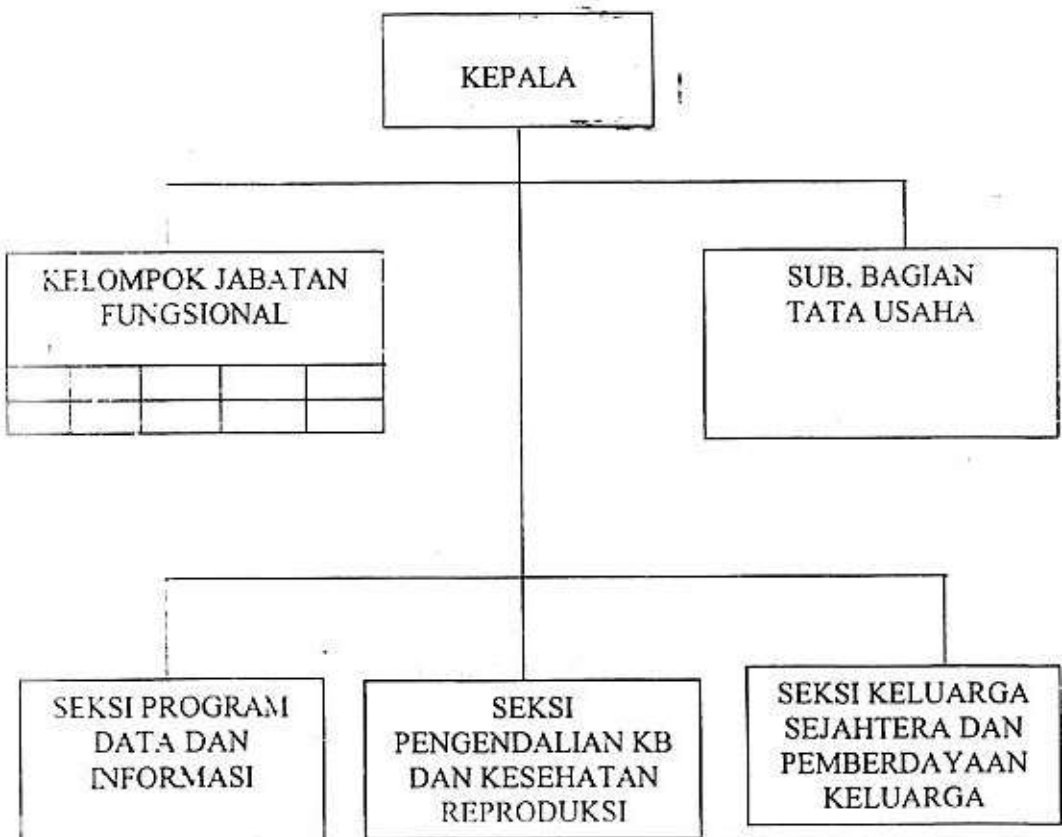 KEPALA
KELOMPOK JABATAN
FUNGSIONAL
SUB. BAGIAN
TATA USAHA
SEKSI PROGRAM
DATA DAN
INFORMASI
SEKSI
PENGENDALIAN KB
DAN KESEHATAN
REPRODUKSI
SEKSI KELUARGA
SEJAHTERA DAN
PEMBERDAYAAN
KELUARGA